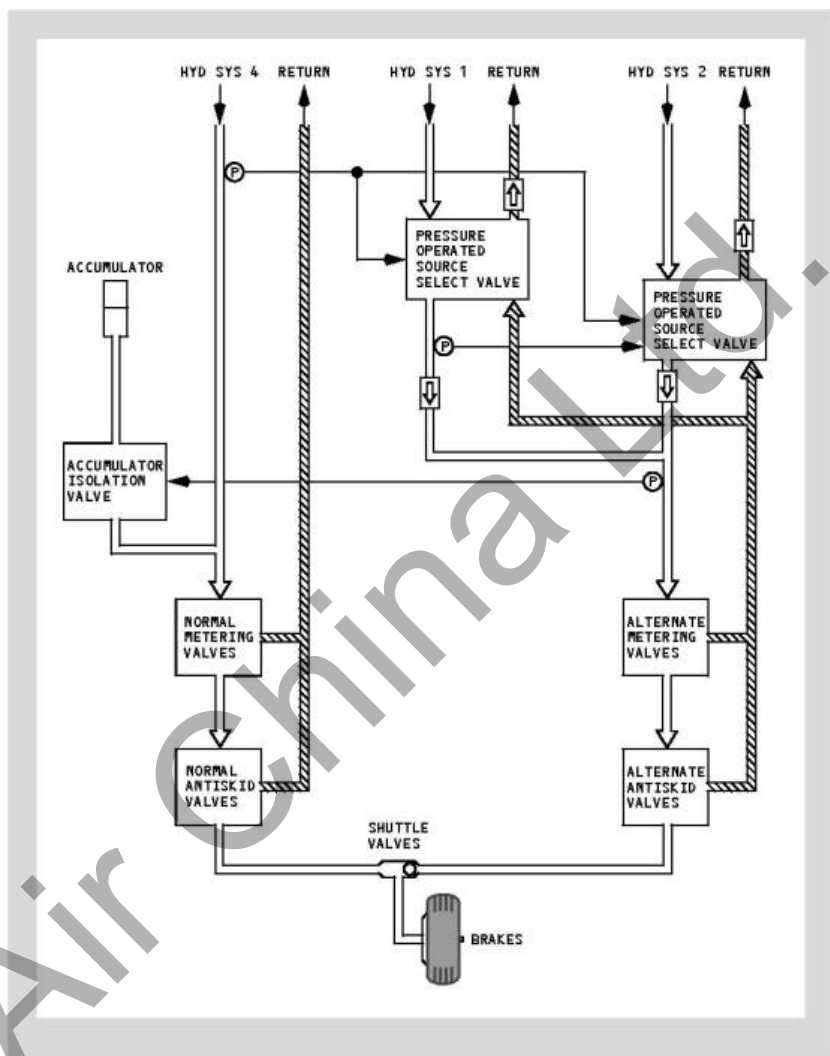 HYD SYS 4 RETURN
HYD SYS 1 RETURN
HYD SYS 2 RETURN
P
PRESSURE
OPERATED
SOURCE
SELECT VALVE
ACCUMULATOR
PRESSURE
OPERATED
SOURCE
SELECT VALVE
P
ACCUMULATOR
ISOLATION
VALVE
P
NORMAL
METERING
VALVES
ALTERNATE
METERING
VALVES
NORMAL
ANTISKID
VALVES
ALTERNATE
ANTISKID
VALVES
SHUTTLE
VALVES
BRAKES
Air China Ltd.